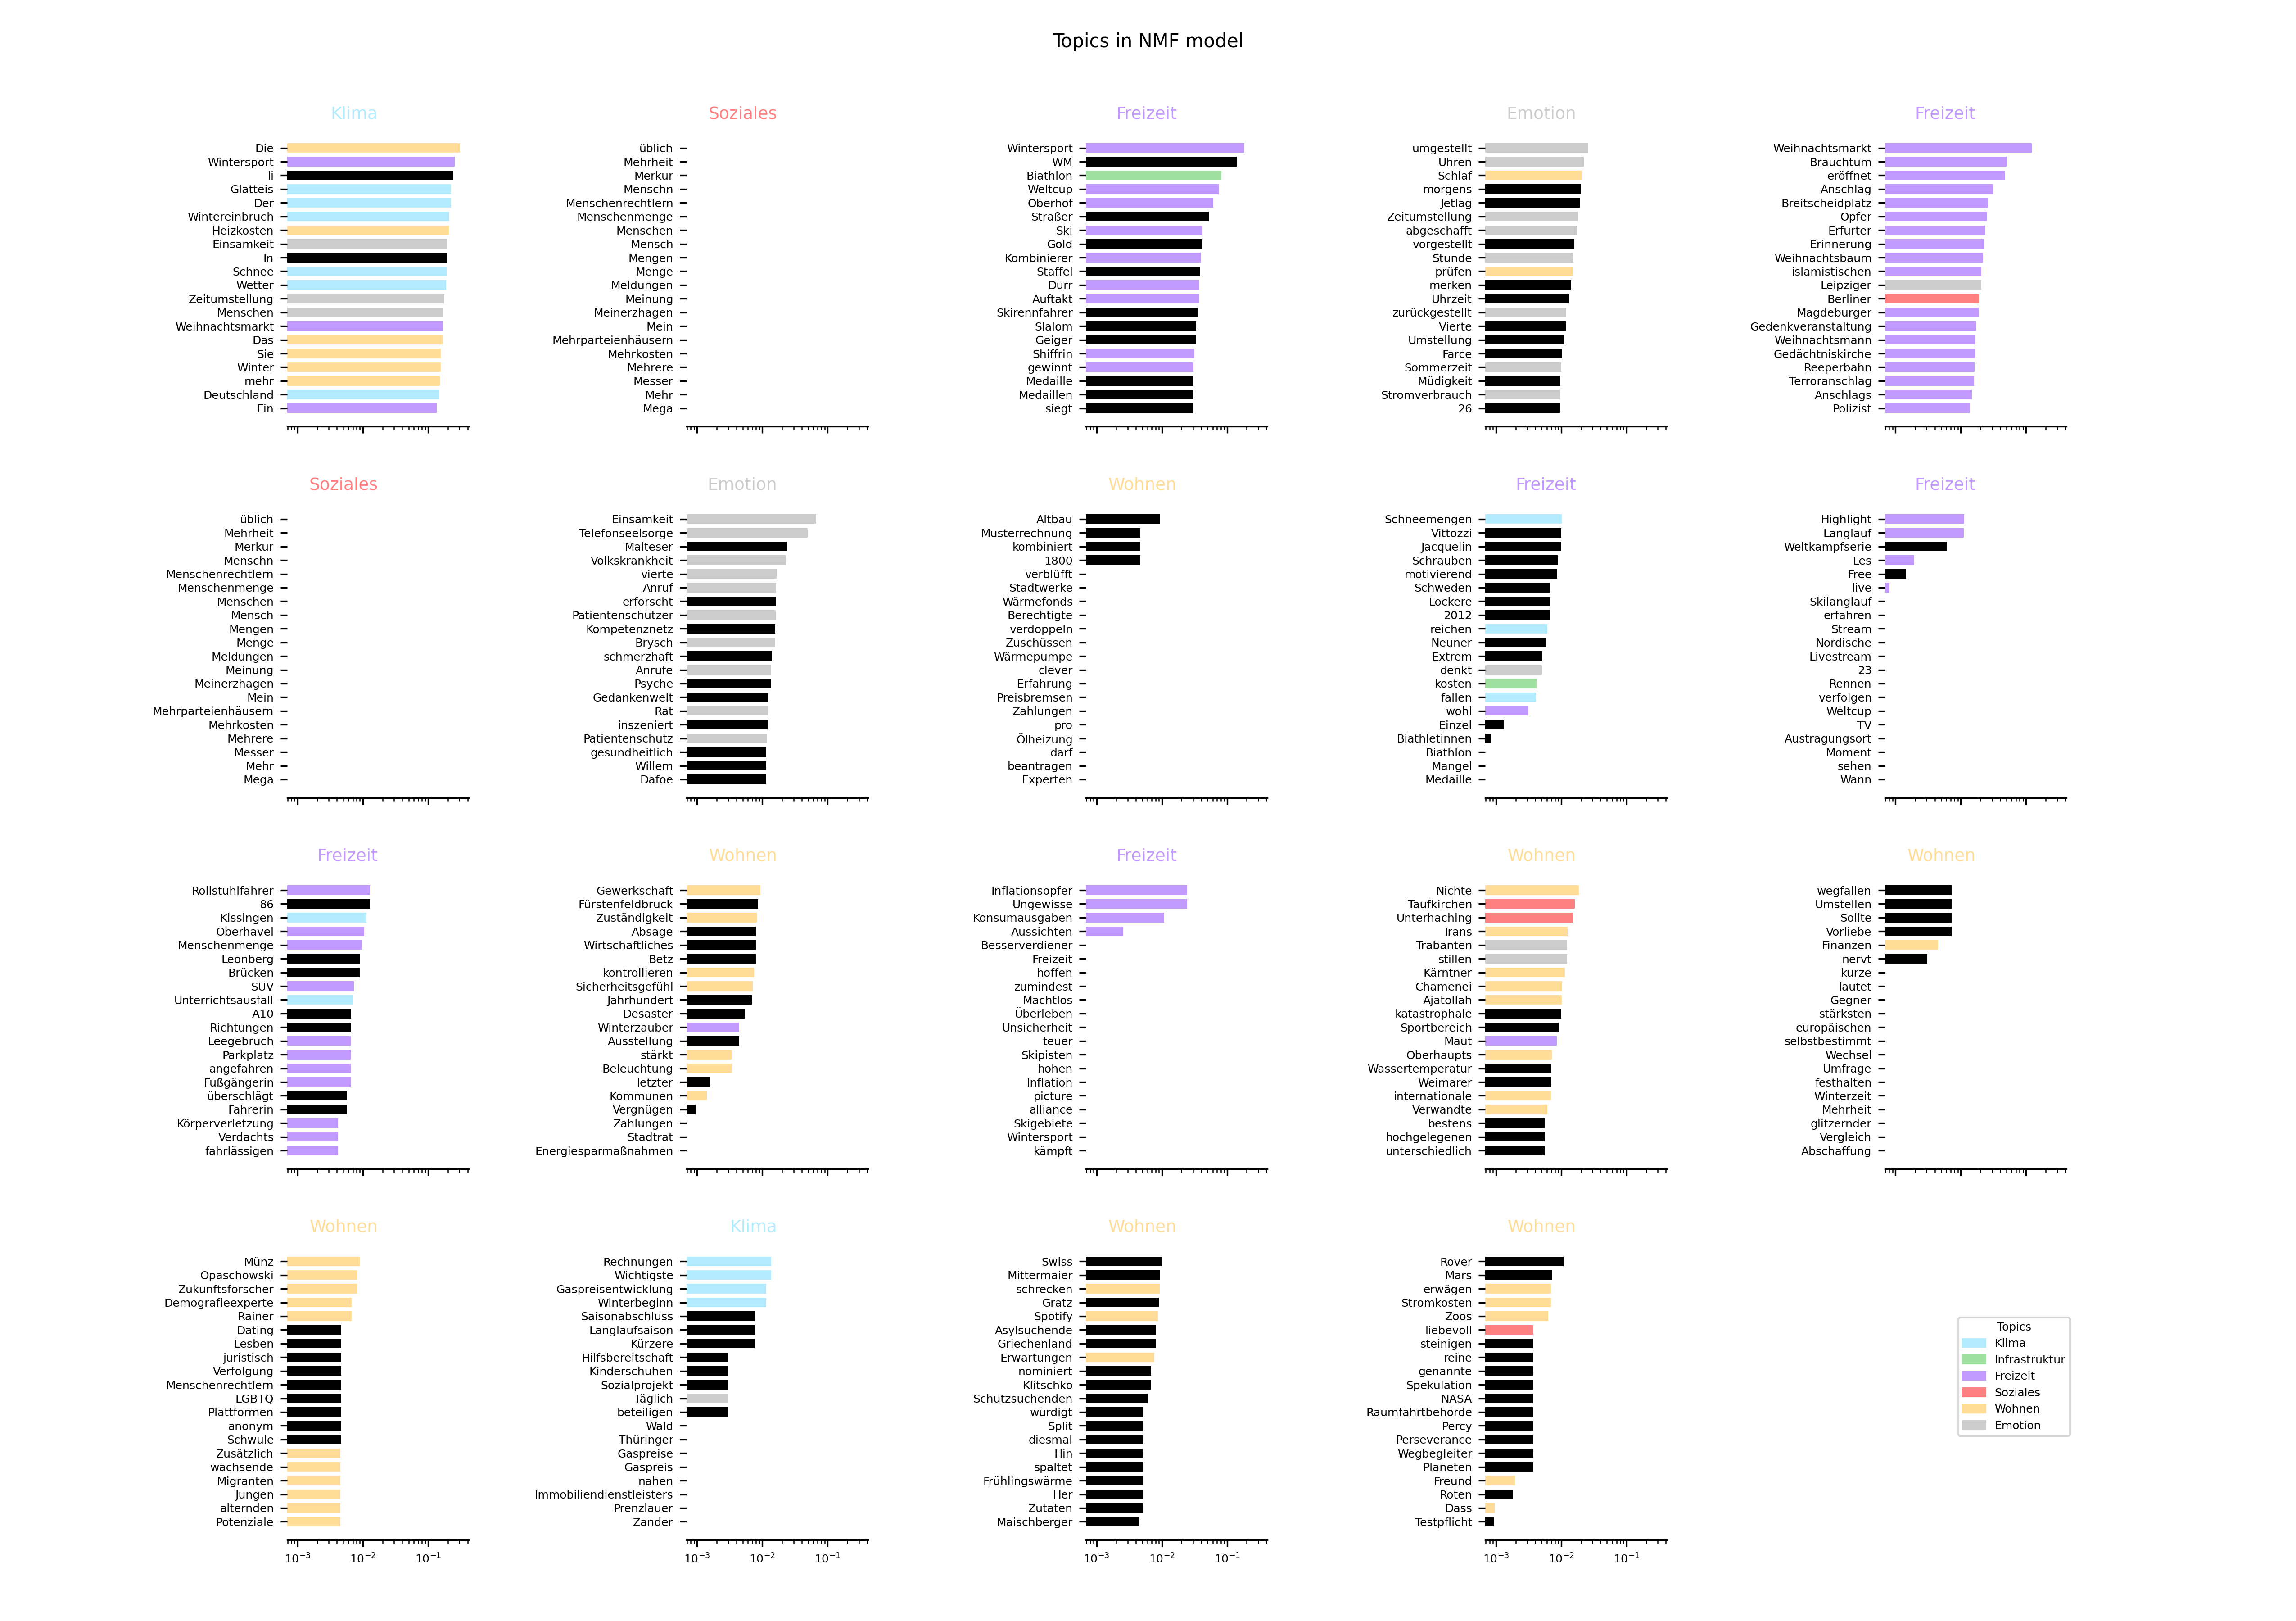 Topics in NMF model
Klima
Die
Wintersport
li
Glatteis
Der
Wintereinbruch
Heizkosten
Einsamkeit
In
Schnee
Wetter
Zeitumstellung
Menschen
Weihnachtsmarkt
Das
Sie
Winter
mehr
Deutschland
Ein
Soziales
üblich
Mehrheit
Merkur
Menschn
Menschenrechtlern
Menschenmenge
Menschen
Mensch
Mengen
Menge
Meldungen
Meinung
Meinerzhagen
Mein
Mehrparteienhäusern
Mehrkosten
Mehrere
Messer
Mehr
Mega
Freizeit
Wintersport
WM
Biathlon
Weltcup
Oberhof
Straßer
Ski
Gold
Kombinierer
Staffel
Dürr
Auftakt
Skirennfahrer
Slalom
Geiger
Shiffrin
gewinnt
Medaille
Medaillen
siegt
Emotion
umgestellt
Uhren
Schlaf
morgens
Jetlag
Zeitumstellung
abgeschafft
vorgestellt
Stunde
prüfen
merken
Uhrzeit
zurückgestellt
Vierte
Umstellung
Farce
Sommerzeit
Müdigkeit
Stromverbrauch
26
Freizeit
Weihnachtsmarkt
Brauchtum
eröffnet
Anschlag
Breitscheidplatz
Opfer
Erfurter
Erinnerung
Weihnachtsbaum
islamistischen
Leipziger
Berliner
Magdeburger
Gedenkveranstaltung
Weihnachtsmann
Gedächtniskirche
Reeperbahn
Terroranschlag
Anschlags
Polizist
Soziales
üblich
Mehrheit
Merkur
Menschn
Menschenrechtlern
Menschenmenge
Menschen
Mensch
Mengen
Menge
Meldungen
Meinung
Meinerzhagen
Mein
Mehrparteienhäusern
Mehrkosten
Mehrere
Messer
Mehr
Mega
Emotion
Einsamkeit
Telefonseelsorge
Malteser
Volkskrankheit
vierte
Anruf
erforscht
Patientenschützer
Kompetenznetz
Brysch
schmerzhaft
Anrufe
Psyche
Gedankenwelt
Rat
inszeniert
Patientenschutz
gesundheitlich
Willem
Dafoe
Wohnen
Altbau
Musterrechnung
kombiniert
1800
verblüfft
Stadtwerke
Wärmefonds
Berechtigte
verdoppeln
Zuschüssen
Wärmepumpe
clever
Erfahrung
Preisbremsen
Zahlungen
pro
Ölheizung
darf
beantragen
Experten
Freizeit
Schneemengen
Vittozzi
Jacquelin
Schrauben
motivierend
Schweden
Lockere
2012
reichen
Neuner
Extrem
denkt
kosten
fallen
wohl
Einzel
Biathletinnen
Biathlon
Mangel
Medaille
Freizeit
Highlight
Langlauf
Weltkampfserie
Les
Free
live
Skilanglauf
erfahren
Stream
Nordische
Livestream
23
Rennen
verfolgen
Weltcup
TV
Austragungsort
Moment
sehen
Wann
Freizeit
Rollstuhlfahrer
86
Kissingen
Oberhavel
Menschenmenge
Leonberg
Brücken
SUV
Unterrichtsausfall
A10
Richtungen
Leegebruch
Parkplatz
angefahren
Fußgängerin
überschlägt
Fahrerin
Körperverletzung
Verdachts
fahrlässigen
Wohnen
Gewerkschaft
Fürstenfeldbruck
Zuständigkeit
Absage
Wirtschaftliches
Betz
kontrollieren
Sicherheitsgefühl
Jahrhundert
Desaster
Winterzauber
Ausstellung
stärkt
Beleuchtung
letzter
Kommunen
Vergnügen
Zahlungen
Stadtrat
Energiesparmaßnahmen
Freizeit
Inflationsopfer
Ungewisse
Konsumausgaben
Aussichten
Besserverdiener
Freizeit
hoffen
zumindest
Machtlos
Überleben
Unsicherheit
teuer
Skipisten
hohen
Inflation
picture
alliance
Skigebiete
Wintersport
kämpft
Wohnen
Nichte
Taufkirchen
Unterhaching
Irans
Trabanten
stillen
Kärntner
Chamenei
Ajatollah
katastrophale
Sportbereich
Maut
Oberhaupts
Wassertemperatur
Weimarer
internationale
Verwandte
bestens
hochgelegenen
unterschiedlich
Wohnen
wegfallen
Umstellen
Sollte
Vorliebe
Finanzen
nervt
kurze
lautet
Gegner
stärksten
europäischen
selbstbestimmt
Wechsel
Umfrage
festhalten
Winterzeit
Mehrheit
glitzernder
Vergleich
Abschaffung
Wohnen
Münz
Opaschowski
Zukunftsforscher
Demografieexperte
Rainer
Dating
Lesben
juristisch
Verfolgung
Menschenrechtlern
LGBTQ
Plattformen
anonym
Schwule
Zusätzlich
wachsende
Migranten
Jungen
alternden
Potenziale
10⁻³ 10⁻² 10⁻¹
Klima
Rechnungen
Wichtigste
Gaspreisentwicklung
Winterbeginn
Saisonabschluss
Langlaufsaison
Kürzere
Hilfsbereitschaft
Kinderschuhen
Sozialprojekt
Täglich
beteiligen
Wald
Thüringer
Gaspreise
Gaspreis
nahen
Immobiliendienstleisters
Prenzlauer
Zander
10⁻³ 10⁻² 10⁻¹
Wohnen
Swiss
Mittermaier
schrecken
Gratz
Spotify
Asylsuchende
Griechenland
Erwartungen
nominiert
Klitschko
Schutzsuchenden
würdigt
Split
diesmal
Hin
spaltet
Frühlingswärme
Her
Zutaten
Maischberger
10⁻³ 10⁻² 10⁻¹
Wohnen
Rover
Mars
erwägen
Stromkosten
Zoos
liebevoll
steinigen
reine
genannte
Spekulation
NASA
Raumfahrtbehörde
Percy
Perseverance
Wegbegleiter
Planeten
Freund
Roten
Dass
Testpflicht
10⁻³ 10⁻² 10⁻¹
Topics
Klima
Infrastruktur
Freizeit
Soziales
Wohnen
Emotion